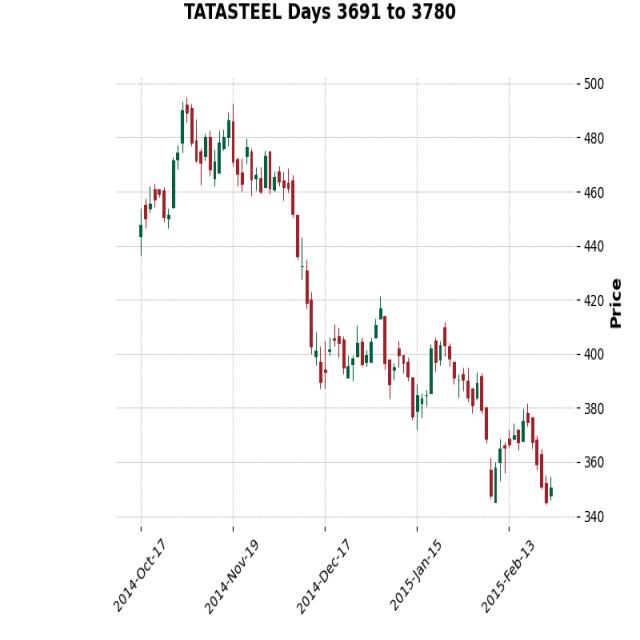 TATASTEEL Days 3691 to 3780
500
480
460
440
420
400
380
360
340
Price
2014-Oct-17
2014-Nov-19
2014-Dec-17
2015-Jan-15
2015-Feb-13